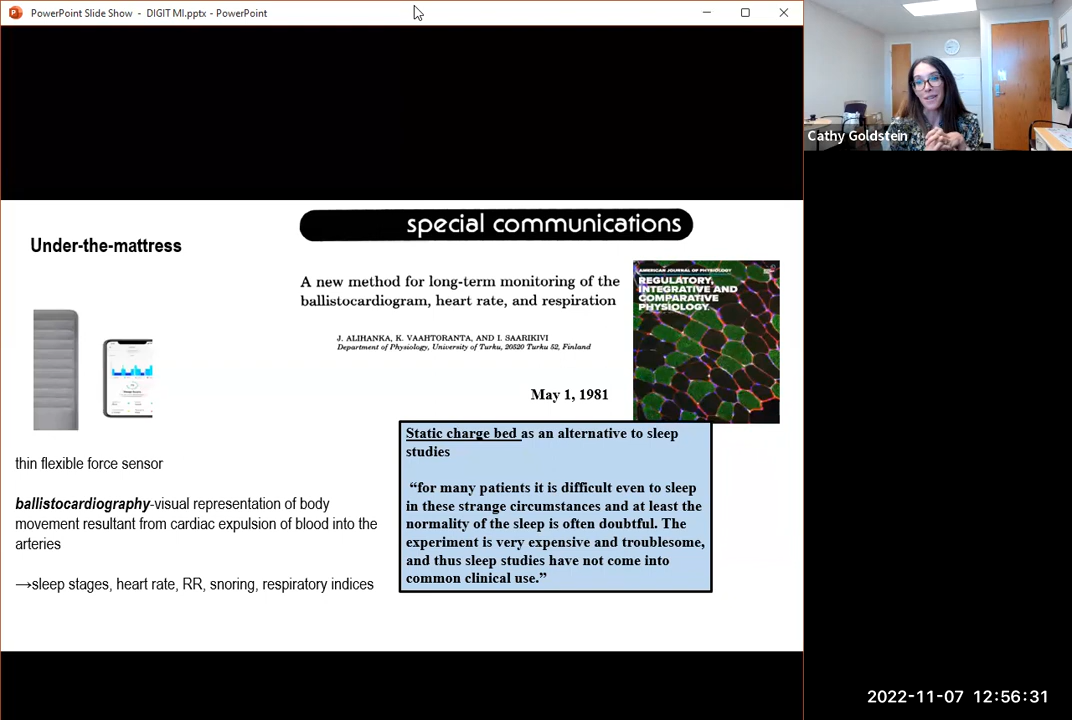 PowerPoint Slide Show - DIGIT MI.pptx - PowerPoint
Cathy Goldstein
special communications
Under-the-mattress
A new method for long-term monitoring of the
ballistocardiogram, heart rate, and respiration
J. ALIHANKA, K. VAAHTORANTA, AND I. SAARIKIVI
Department of Physiology, University of Turku, 20520 Turku 52, Finland
May 1, 1981
AMERICAN JOURNAL OF PHYSIOLOGY
REGULATORY,
INTEGRATIVE AND
COMPARATIVE
PHYSIOLOGY.
thin flexible force sensor
ballistocardiography-visual representation of body
movement resultant from cardiac expulsion of blood into the
arteries
→sleep stages, heart rate, RR, snoring, respiratory indices
Static charge bed as an alternative to sleep
studies
“for many patients it is difficult even to sleep
in these strange circumstances and at least the
normality of the sleep is often doubtful. The
experiment is very expensive and troublesome,
and thus sleep studies have not come into
common clinical use.”
2022-11-07 12:56:31